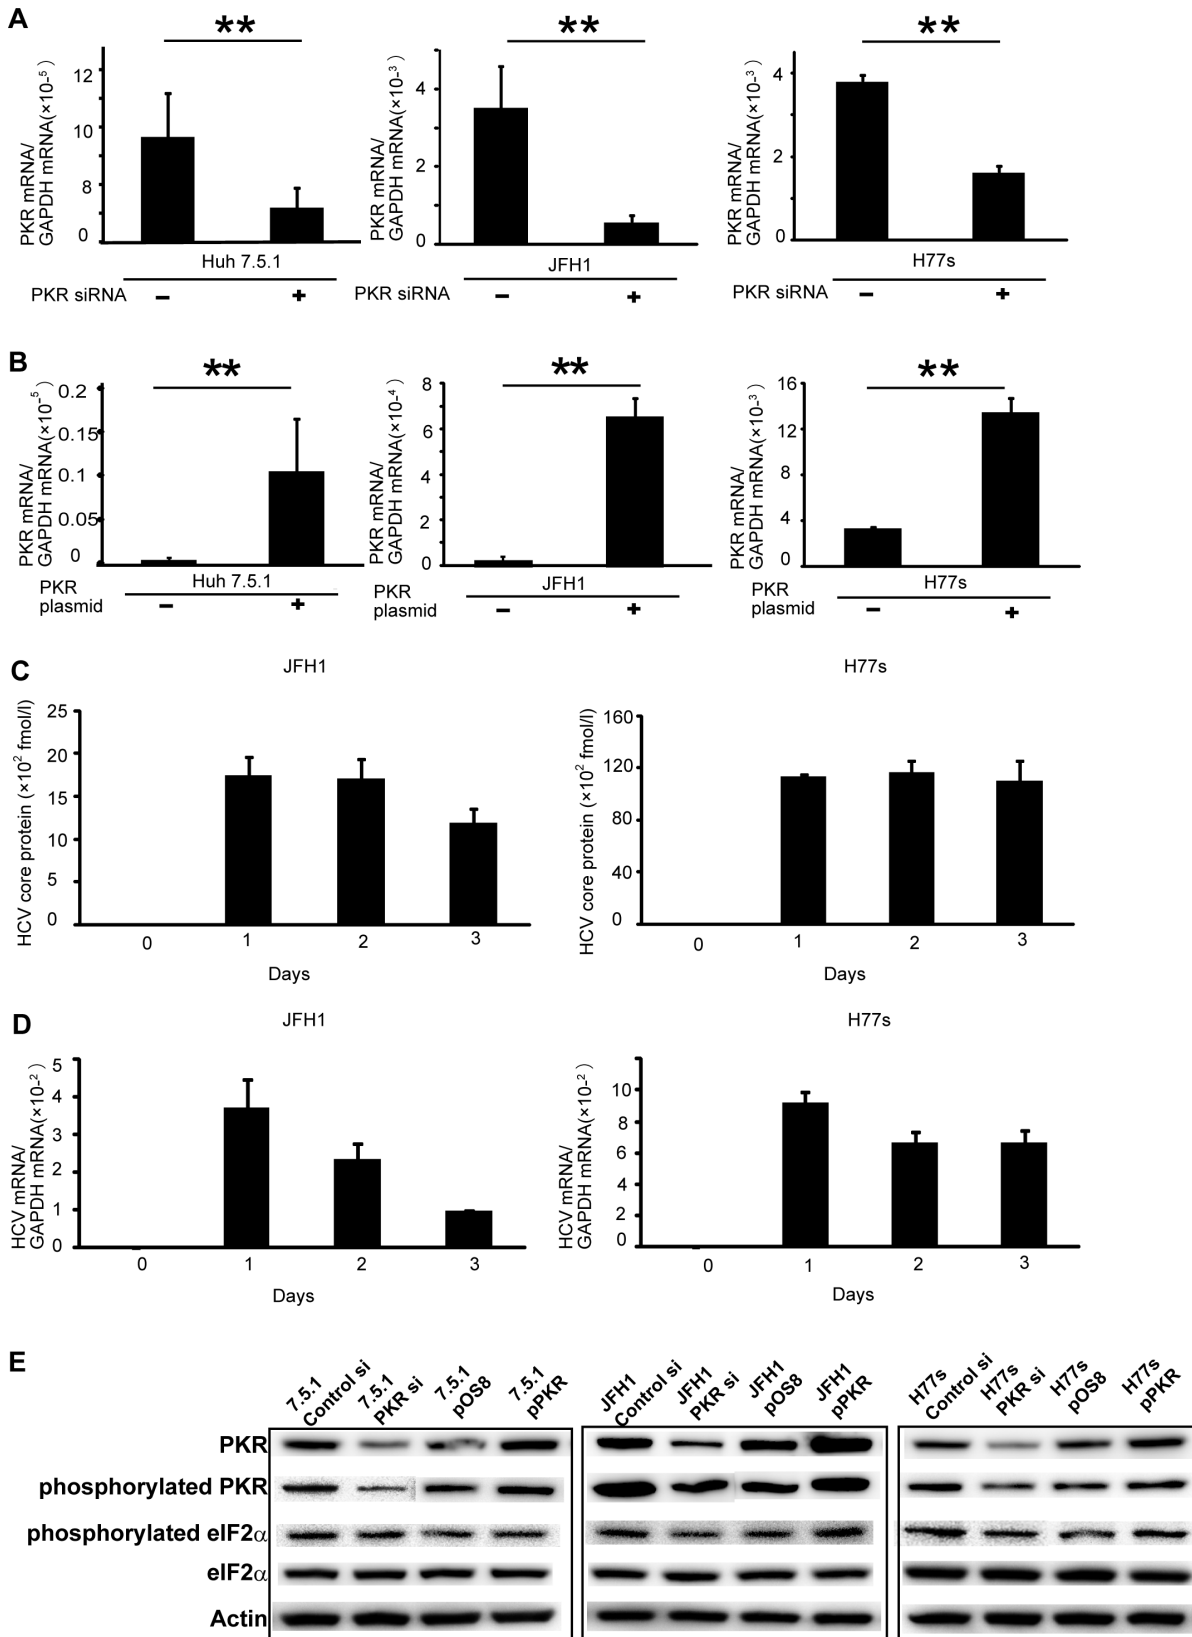 A
**
**
**
PKR mRNA/
GAPDH mRNA(×10-5)
12
10
8
0
Huh 7.5.1
PKR siRNA
− +
PKR mRNA/
GAPDH mRNA(×10-3)
4
2
0
JFH1
PKR siRNA
− +
PKR mRNA/
GAPDH mRNA(×10-3)
4
2
0
H77s
PKR siRNA
− +
B
**
**
**
PKR mRNA/
GAPDH mRNA(×10-5)
0.2
0.15
0.1
0.05
0
Huh 7.5.1
PKR
plasmid
− +
PKR mRNA/
GAPDH mRNA(×10-4)
8
6
4
2
0
JFH1
PKR
plasmid
− +
PKR mRNA/
GAPDH mRNA(×10-3)
16
12
8
4
0
H77s
PKR
plasmid
− +
C
JFH1
HCV core protein (×10² fmol/l)
25
20
15
10
5
0
0 1 2 3
Days
H77s
HCV core protein (×10² fmol/l)
160
120
80
40
0
0 1 2 3
Days
D
JFH1
HCV mRNA/
GAPDH mRNA(×10-2)
5
4
3
2
1
0
0 1 2 3
Days
H77s
HCV mRNA/
GAPDH mRNA(×10-2)
10
8
6
4
2
0
0 1 2 3
Days
E
7.5.1
Control si
7.5.1
PKR si
7.5.1
pOS8
7.5.1
pPKR
JFH1
Control si
JFH1
PKR si
JFH1
pOS8
JFH1
pPKR
H77s
Control si
H77s
PKR si
H77s
pOS8
H77s
pPKR
PKR
phosphorylated PKR
phosphorylated eIF2α
eIF2α
Actin